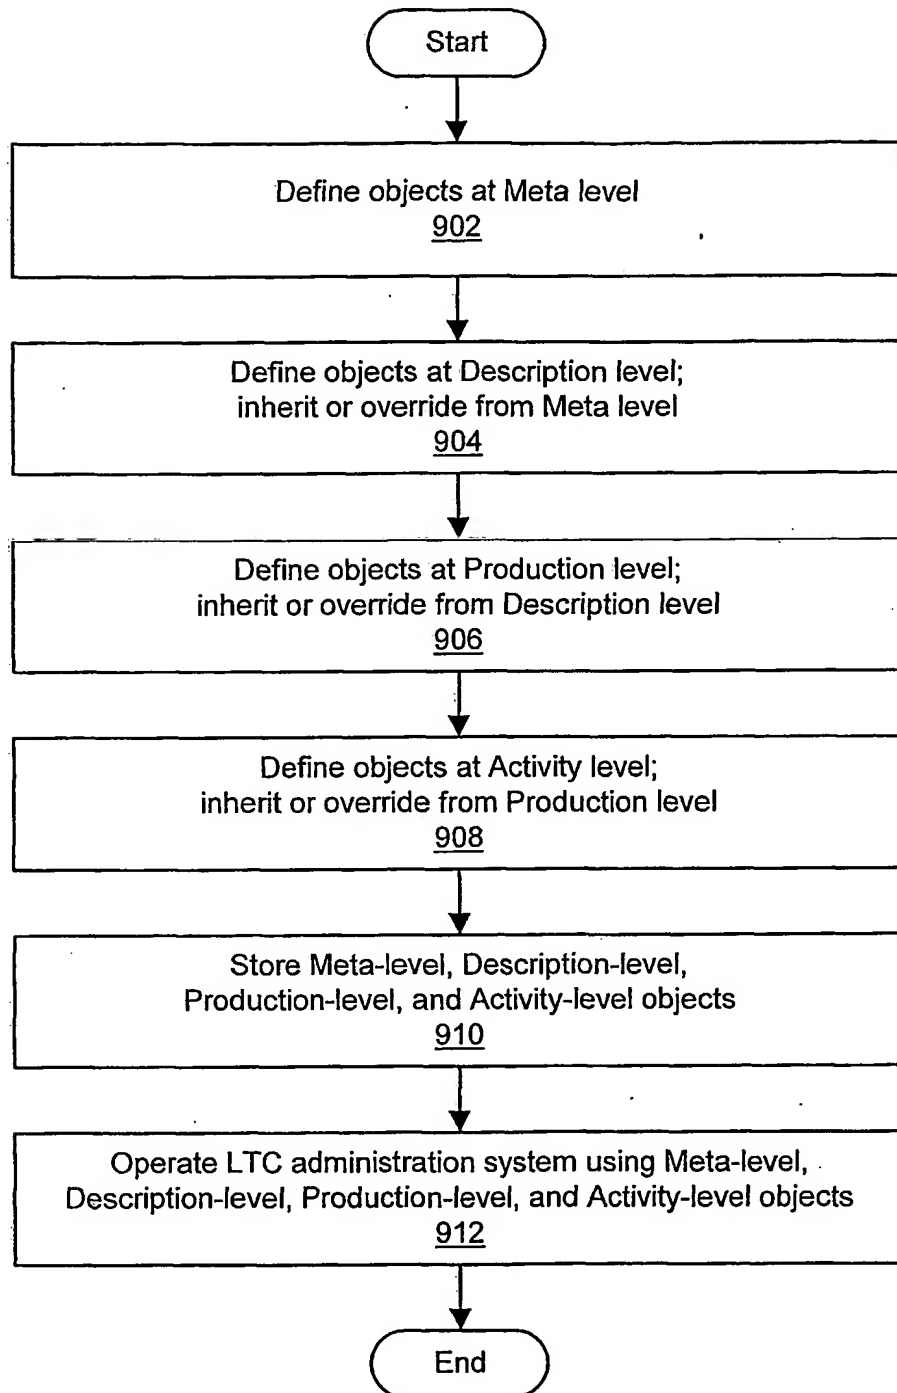 Start
Define objects at Meta level
902
Define objects at Description level;
inherit or override from Meta level
904
Define objects at Production level;
inherit or override from Description level
906
Define objects at Activity level;
inherit or override from Production level
908
Store Meta-level, Description-level,
Production-level, and Activity-level objects
910
Operate LTC administration system using Meta-level,
Description-level, Production-level, and Activity-level objects
912
End